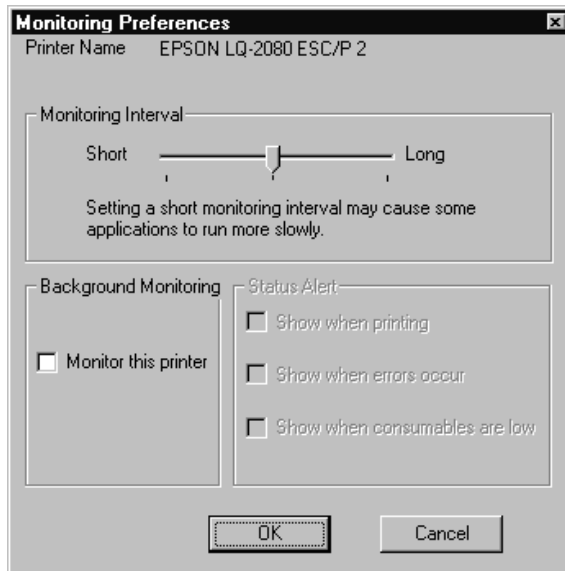 Monitoring Preferences
Printer Name EPSON LQ-2080 ESC/P 2
Monitoring Interval
Short Long
Setting a short monitoring interval may cause some
applications to run more slowly.
Background Monitoring
Monitor this printer
Status Alert
Show when printing
Show when errors occur
Show when consumables are low
OK Cancel